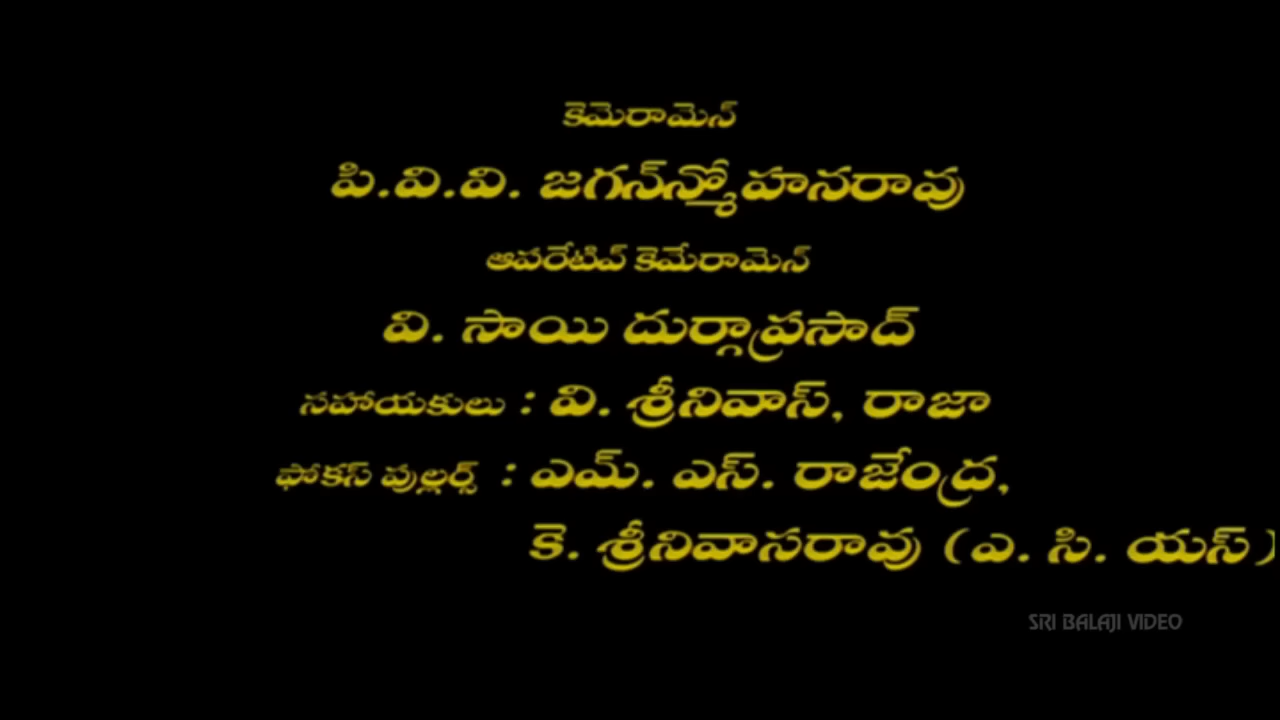 కెమెరామెన్
పి.వి.వి. జగన్‌న్మోహనరావు
ఆపరేటివ్ కెమేరామెన్
వి. సాయి దుర్గాప్రసాద్
సహాయకులు : వి. శ్రీనివాస్, రాజా
ఫోకస్ వుల్లర్స్ : ఎమ్. ఎస్. రాజేంద్ర,
కె. శ్రీనివాసరావు (ఎ. సి. యస్)
SRI BALAJI VIDEO